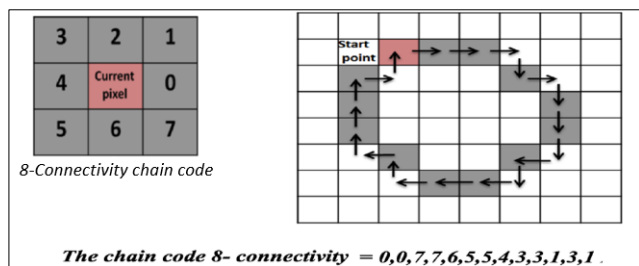 3 2 1
4 Current pixel 0
5 6 7
8-Connectivity chain code
Start
point
The chain code 8- connectivity = 0,0,7,7,6,5,5,4,3,3,1,3,1 .